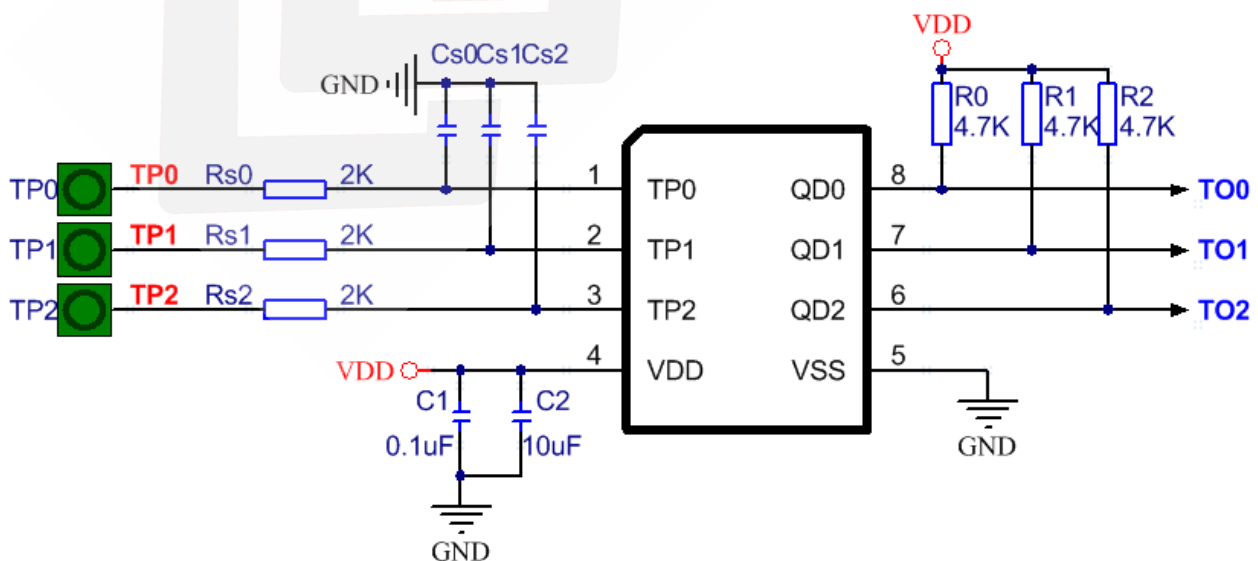 VDD
Cs0Cs1Cs2
GND
R0 R1 R2
4.7K 4.7K 4.7K
TP0 TP0 Rs0 2K 1 TP0 QD0 8 TO0
TP1 TP1 Rs1 2K 2 TP1 QD1 7 TO1
TP2 TP2 Rs2 2K 3 TP2 QD2 6 TO2
VDD 4 VDD VSS 5
C1 C2
0.1uF 10uF
GND
GND